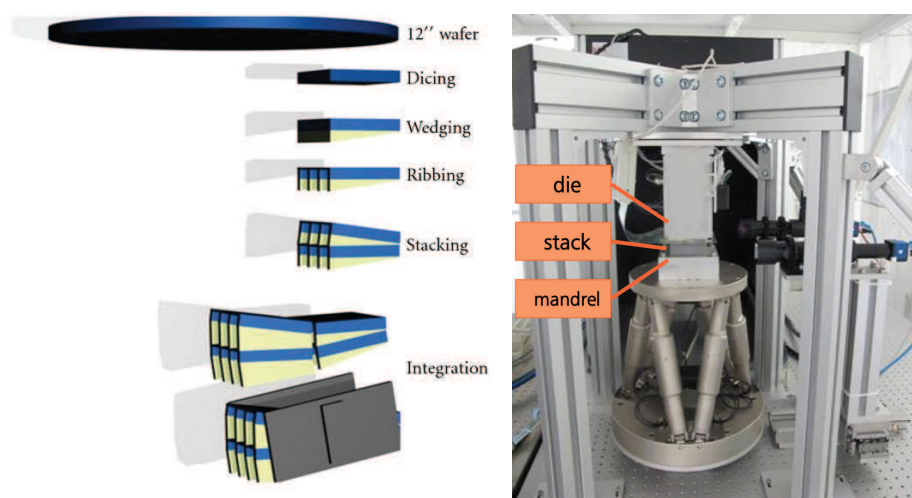 12″ wafer
Dicing
Wedging
Ribbing
Stacking
Integration
die
stack
mandrel